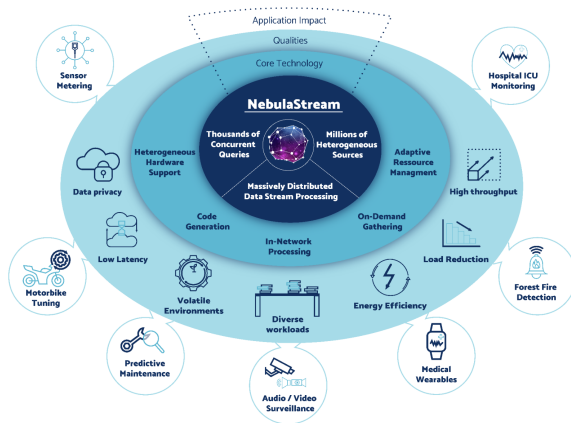 Application Impact
Qualities
Core Technology
NebulaStream
Thousands of
Concurrent
Queries
Millions of
Heterogeneous
Sources
Massively Distributed
Data Stream Processing
Heterogeneous
Hardware
Support
Adaptive
Ressource
Managment
Code
Generation
In-Network
Processing
On-Demand
Gathering
Data privacy
High throughput
Low Latency
Load Reduction
Volatile
Environments
Diverse
workloads
Energy Efficiency
Sensor
Metering
Hospital ICU
Monitoring
Motorbike
Tuning
Forest Fire
Detection
Predictive
Maintenance
Audio / Video
Surveillance
Medical
Wearables